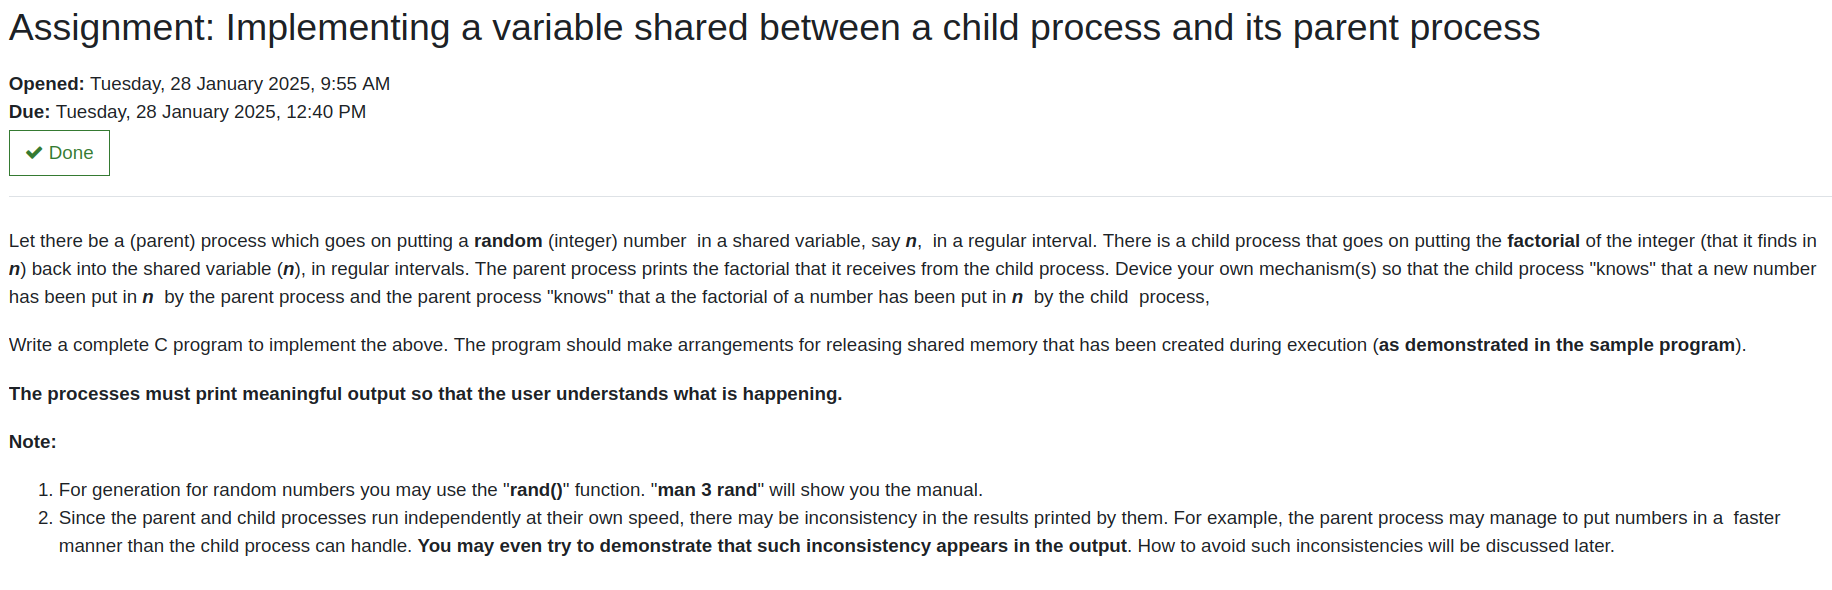 Assignment: Implementing a variable shared between a child process and its parent process
Opened: Tuesday, 28 January 2025, 9:55 AM
Due: Tuesday, 28 January 2025, 12:40 PM
✔ Done
Let there be a (parent) process which goes on putting a random (integer) number in a shared variable, say n, in a regular interval. There is a child process that goes on putting the factorial of the integer (that it finds in
n) back into the shared variable (n), in regular intervals. The parent process prints the factorial that it receives from the child process. Device your own mechanism(s) so that the child process "knows" that a new number
has been put in n by the parent process and the parent process "knows" that a the factorial of a number has been put in n by the child process,
Write a complete C program to implement the above. The program should make arrangements for releasing shared memory that has been created during execution (as demonstrated in the sample program).
The processes must print meaningful output so that the user understands what is happening.
Note:
1. For generation for random numbers you may use the "rand()" function. "man 3 rand" will show you the manual.
2. Since the parent and child processes run independently at their own speed, there may be inconsistency in the results printed by them. For example, the parent process may manage to put numbers in a faster
manner than the child process can handle. You may even try to demonstrate that such inconsistency appears in the output. How to avoid such inconsistencies will be discussed later.